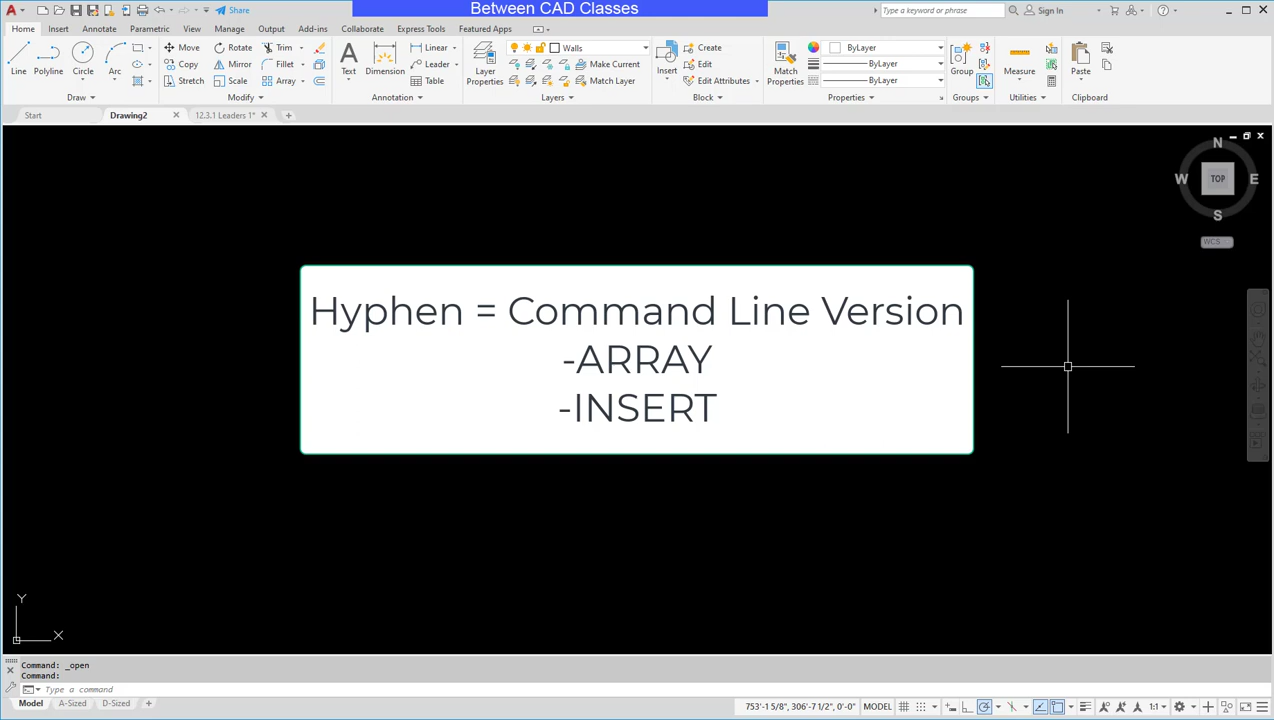 Share
Between CAD Classes
Type a keyword or phrase
Sign In
Home Insert Annotate Parametric View Manage Output Add-ins Collaborate Express Tools Featured Apps
Line Polyline Circle Arc
Move Rotate Trim
Copy Mirror Fillet
Stretch Scale Array
Text Dimension
Linear
Leader
Table
Layer Properties
Walls
Make Current
Match Layer
Insert
Create
Edit
Edit Attributes
Match Properties
ByLayer
ByLayer
ByLayer
Group
Measure
Paste
Draw Modify Annotation Layers Block Properties Groups Utilities Clipboard
Start Drawing2 12.3.1 Leaders 1*
N
W TOP E
S
WCS
Hyphen = Command Line Version
-ARRAY
-INSERT
Y
X
Command: _open
Command:
Type a command
Model A-Sized D-Sized
753'-1 5/8", 306'-7 1/2", 0'-0" MODEL 1:1